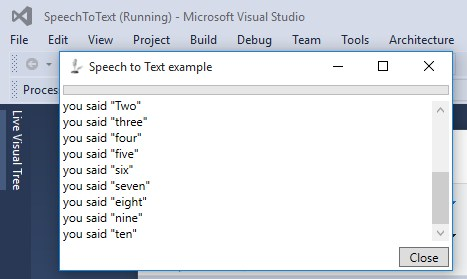 SpeechToText (Running) - Microsoft Visual Studio
File Edit View Project Build Debug Team Tools Architecture
Speech to Text example
Proces
Live Visual Tree
you said "Two"
you said "three"
you said "four"
you said "five"
you said "six"
you said "seven"
you said "eight"
you said "nine"
you said "ten"
Close